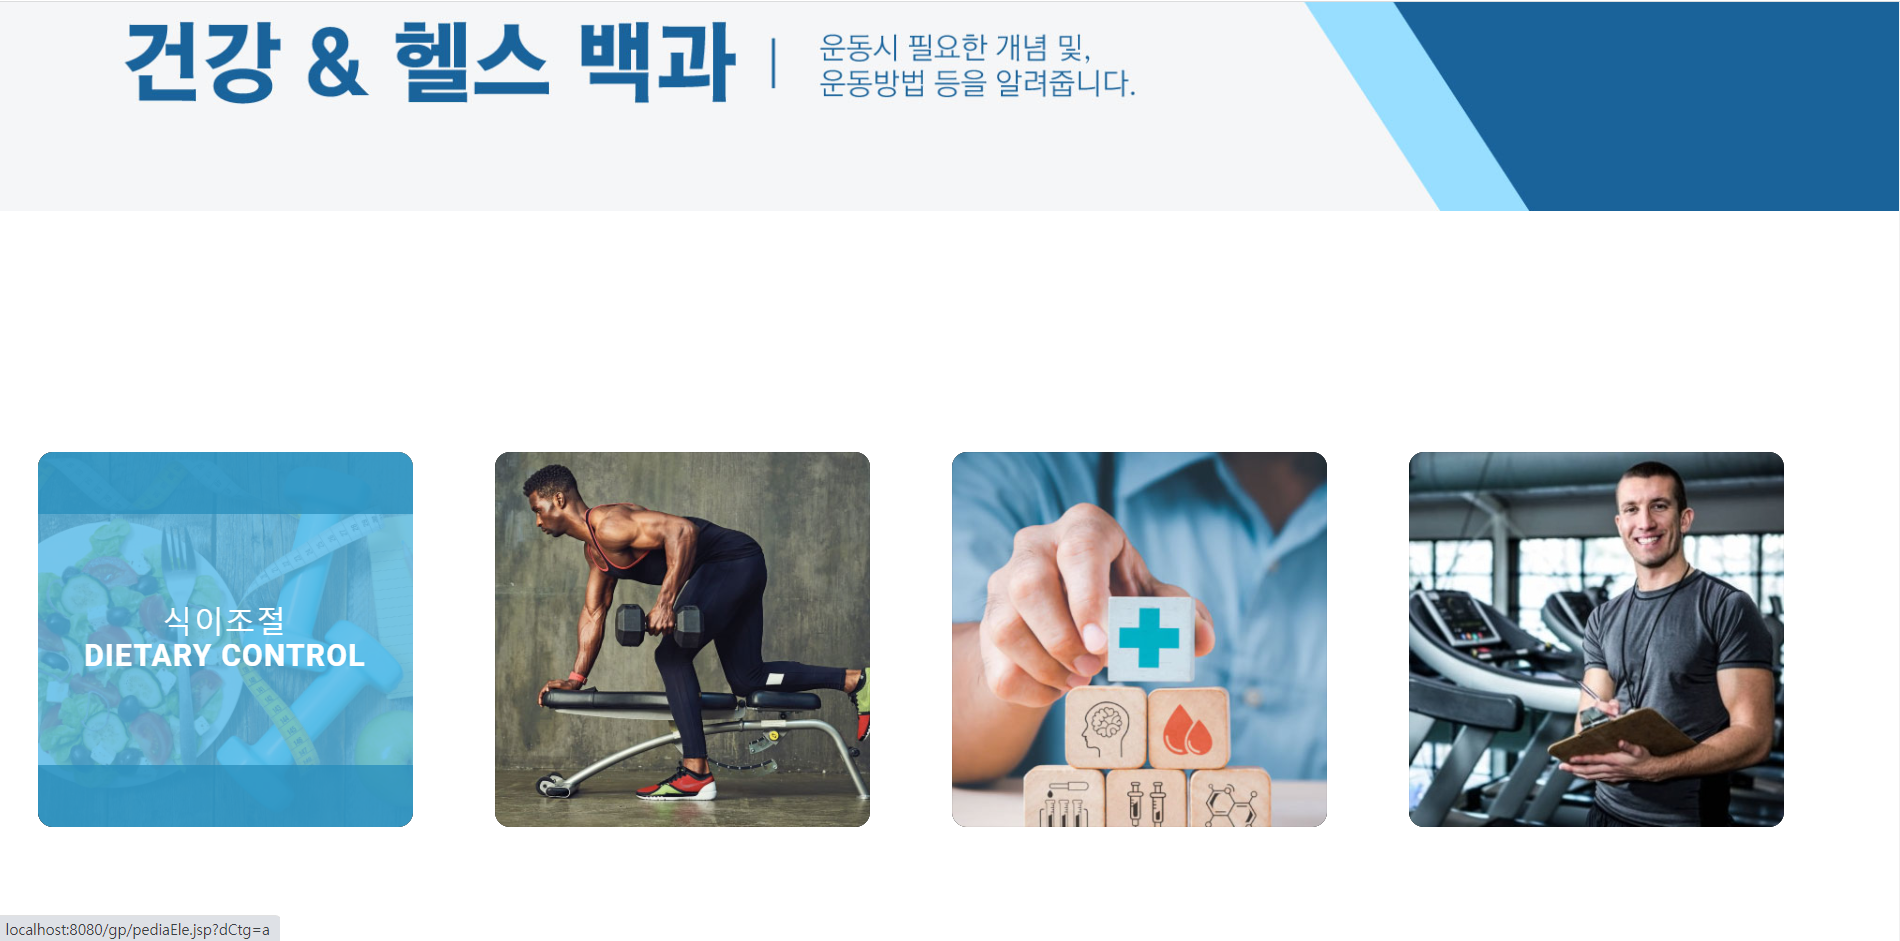 건강 & 헬스 백과
운동시 필요한 개념 및,
운동방법 등을 알려줍니다.
식이조절
DIETARY CONTROL
localhost:8080/gp/pediaEle.jsp?dCtg=a